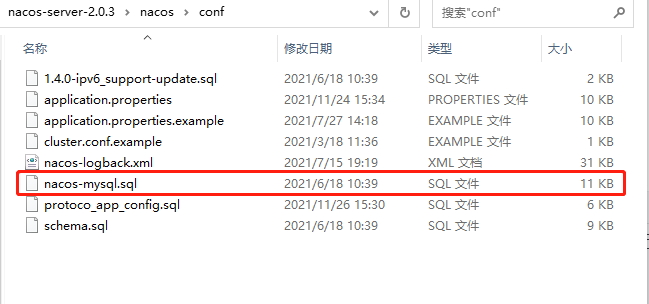 nacos-server-2.0.3 > nacos > conf 搜索"conf"
名称 修改日期 类型 大小
1.4.0-ipv6_support-update.sql 2021/6/18 10:39 SQL 文件 2 KB
application.properties 2021/11/24 15:34 PROPERTIES 文件 10 KB
application.properties.example 2021/7/27 14:18 EXAMPLE 文件 10 KB
cluster.conf.example 2021/3/18 11:36 EXAMPLE 文件 1 KB
nacos-logback.xml 2021/7/15 19:19 XML 文档 31 KB
nacos-mysql.sql 2021/6/18 10:39 SQL 文件 11 KB
protoco_app_config.sql 2021/11/26 15:30 SQL 文件 6 KB
schema.sql 2021/6/18 10:39 SQL 文件 9 KB